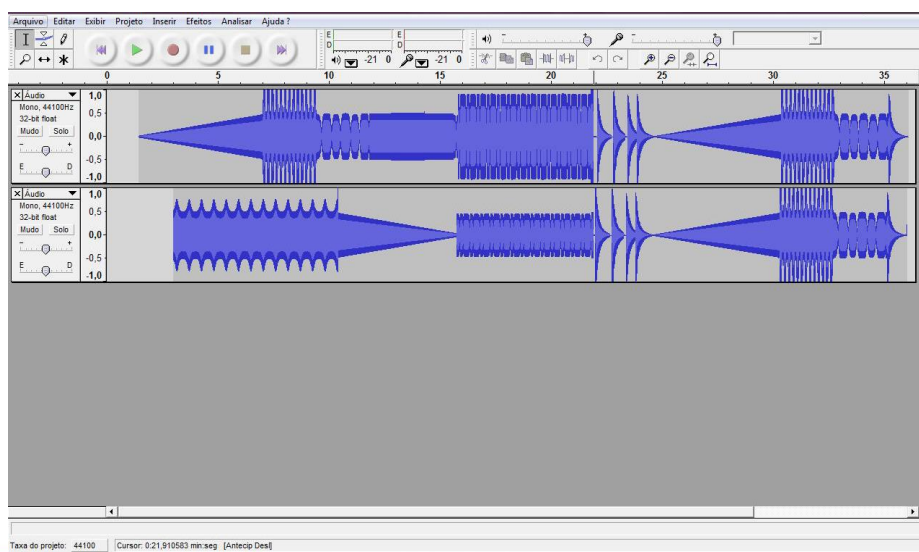 Arquivo Editar Exibir Projeto Inserir Efeitos Analisar Ajuda ?
E
D
E
D
-21 0
-21 0
0 5 10 15 20 25 30 35
X Áudio
Mono, 44100Hz
32-bit float
Mudo Solo
- +
E D
1,0
0,5-
0,0-
-0,5-
-1,0
X Áudio
Mono, 44100Hz
32-bit float
Mudo Solo
- +
E D
1,0
0,5-
0,0-
-0,5-
-1,0
Taxa do projeto: 44100 Cursor: 0:21,910583 min:seg [Antecip Desl]